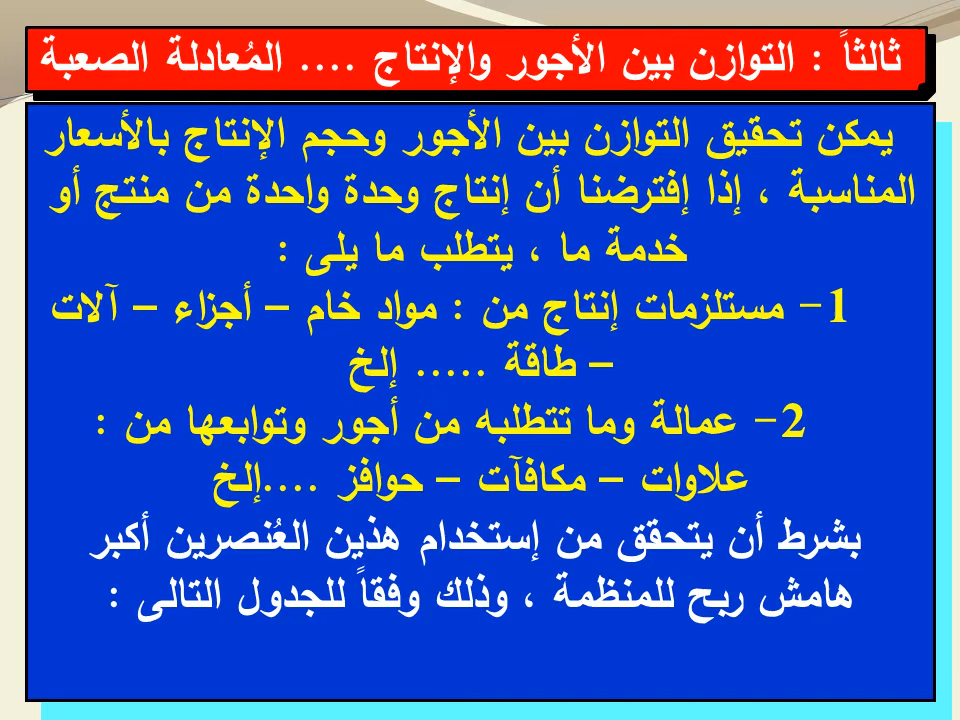 ثالثاً : التوازن بين الأجور والإنتاج .... المُعادلة الصعبة
يمكن تحقيق التوازن بين الأجور وحجم الإنتاج بالأسعار
المناسبة ، إذا إفترضنا أن إنتاج وحدة واحدة من منتج أو
خدمة ما ، يتطلب ما يلى :
1- مستلزمات إنتاج من : مواد خام – أجزاء – آلات
– طاقة ..... إلخ
2- عمالة وما تتطلبه من أجور وتوابعها من :
علاوات – مكافآت – حوافز ....إلخ
بشرط أن يتحقق من إستخدام هذين العُنصرين أكبر
هامش ربح للمنظمة ، وذلك وفقاً للجدول التالى :